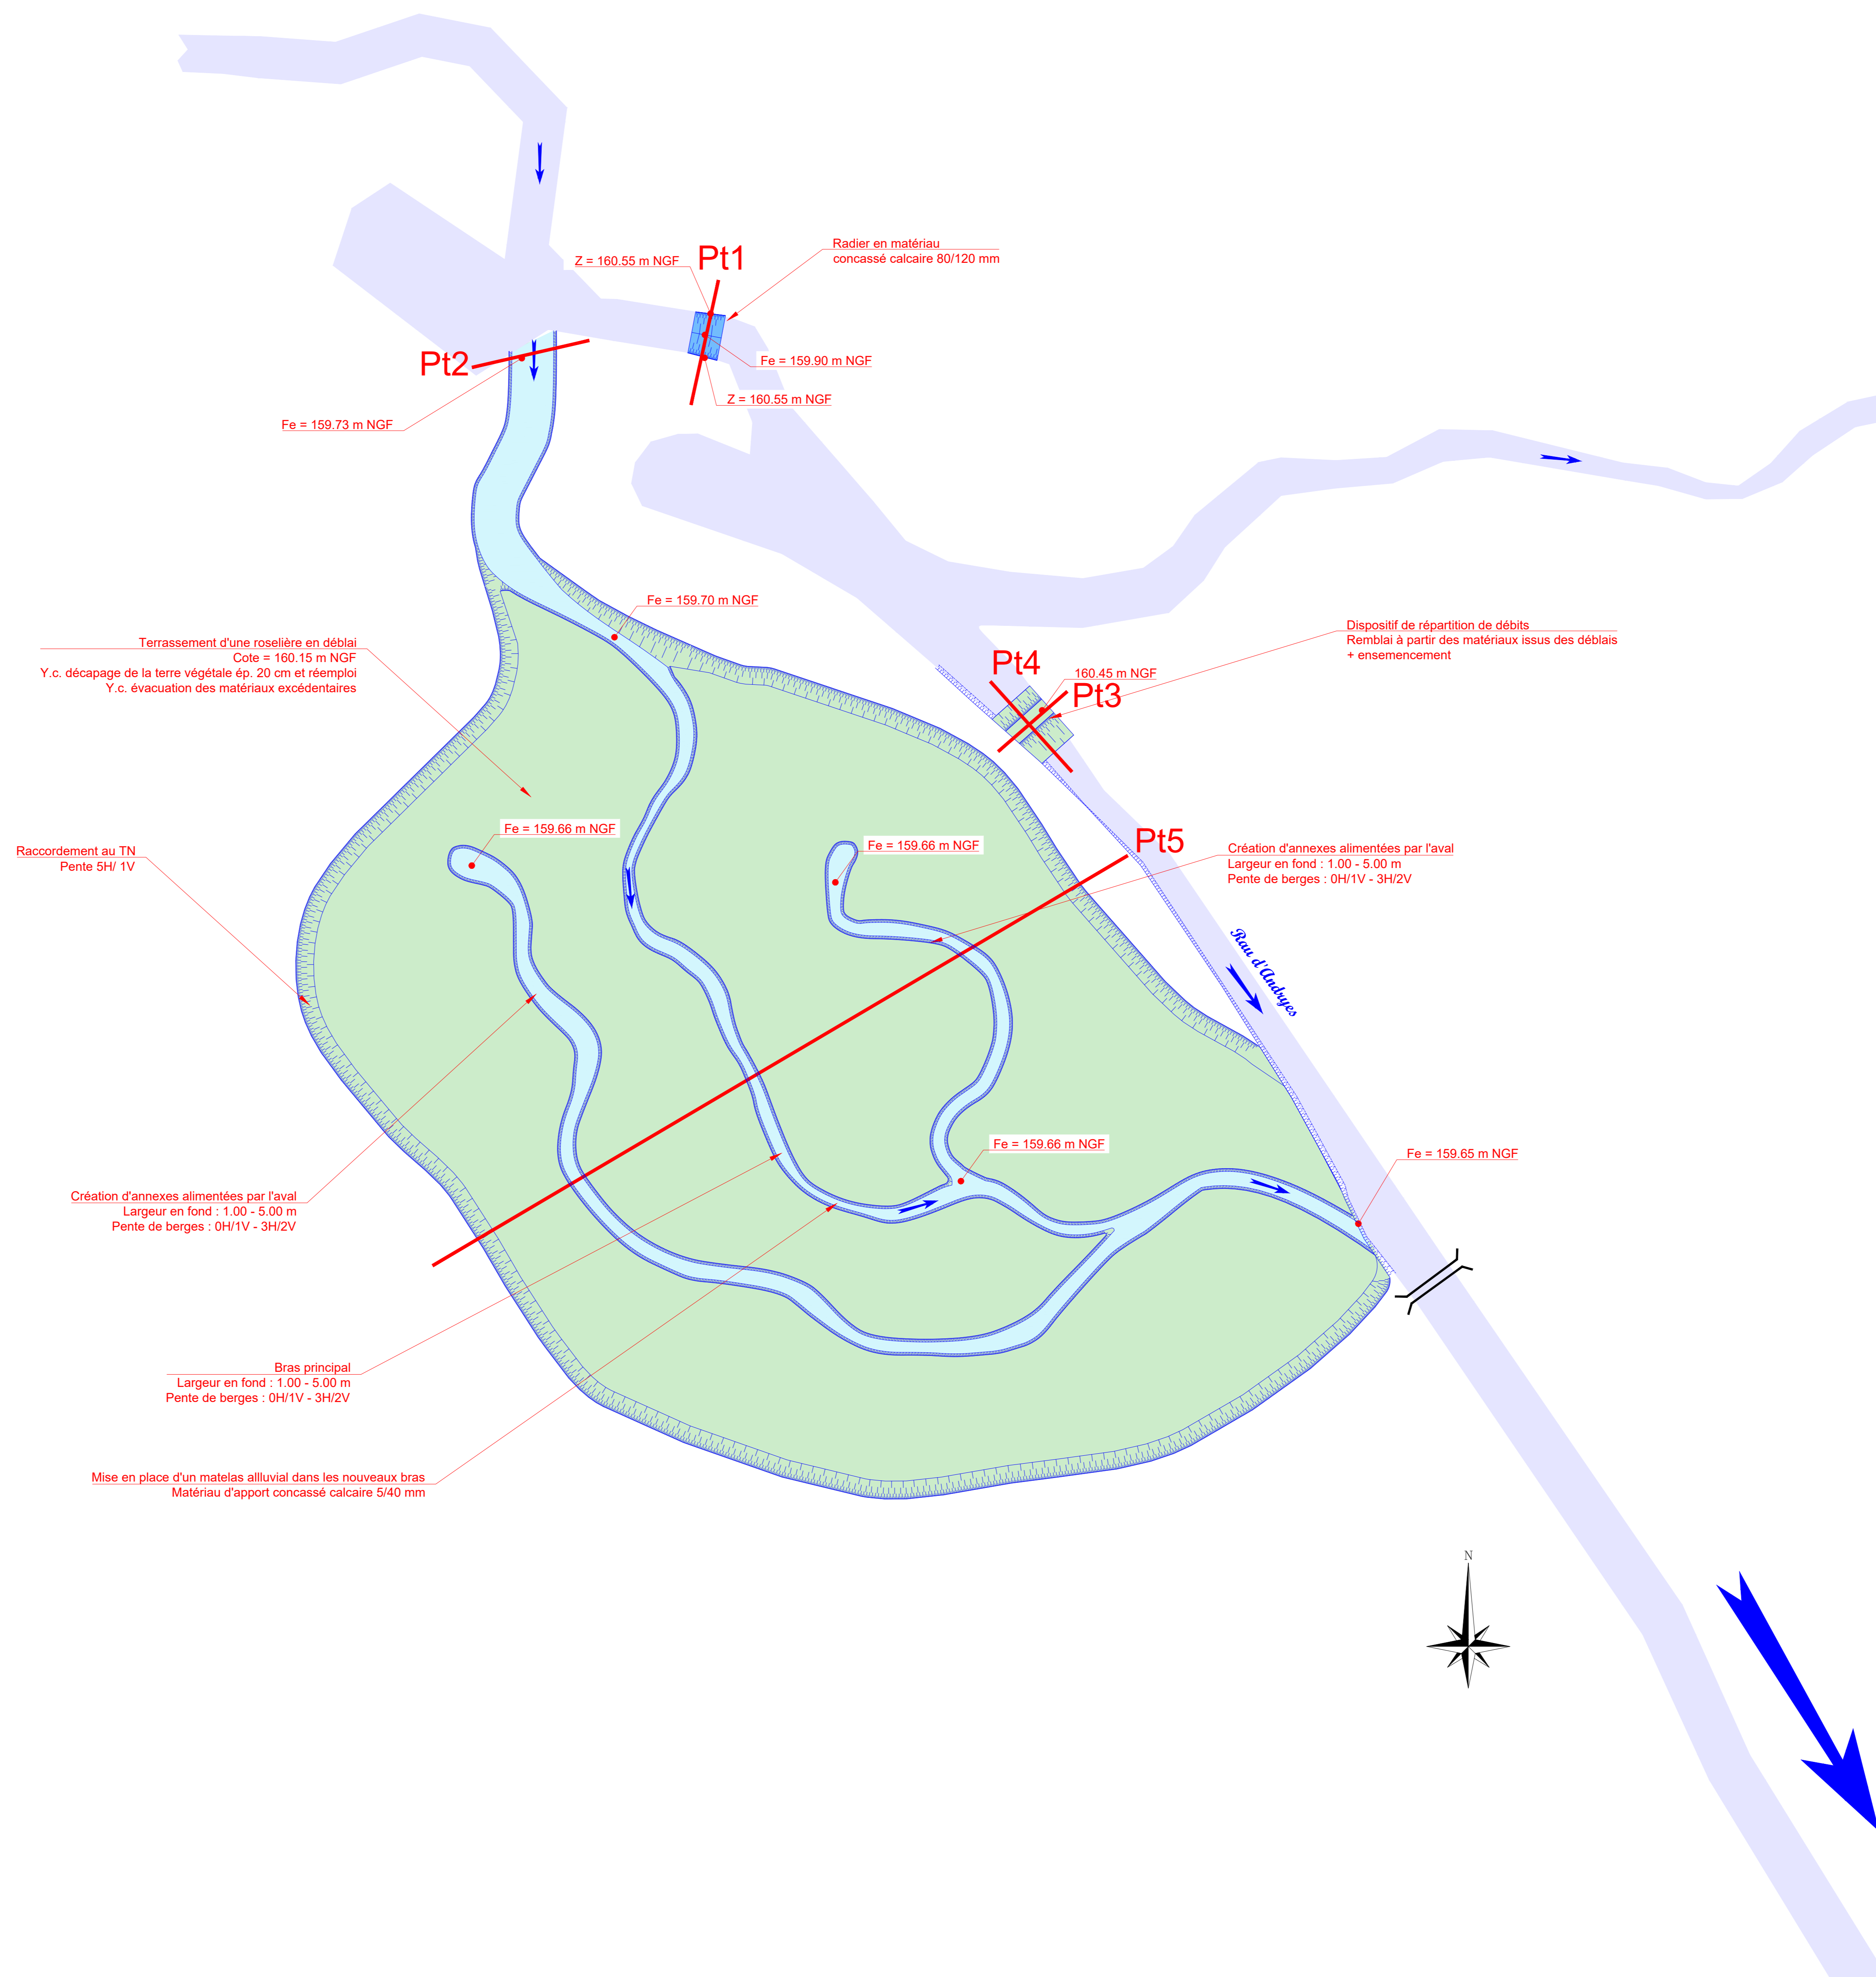 Radier en matériau
concassé calcaire 80/120 mm
Pt1
Z = 160.55 m NGF
Pt2
Fe = 159.90 m NGF
Z = 160.55 m NGF
Fe = 159.73 m NGF
Fe = 159.70 m NGF
Dispositif de répartition de débits
Remblai à partir des matériaux issus des déblais
+ ensemencement
Terrassement d'une roselière en déblai
Cote = 160.15 m NGF
Y.c. décapage de la terre végétale ép. 20 cm et réemploi
Y.c. évacuation des matériaux excédentaires
Pt4
160.45 m NGF
Pt3
Fe = 159.66 m NGF
Fe = 159.66 m NGF
Pt5
Raccordement au TN
Pente 5H/ 1V
Création d'annexes alimentées par l'aval
Largeur en fond : 1.00 - 5.00 m
Pente de berges : 0H/1V - 3H/2V
Rau d'Andryes
Fe = 159.66 m NGF
Fe = 159.65 m NGF
Création d'annexes alimentées par l'aval
Largeur en fond : 1.00 - 5.00 m
Pente de berges : 0H/1V - 3H/2V
Bras principal
Largeur en fond : 1.00 - 5.00 m
Pente de berges : 0H/1V - 3H/2V
Mise en place d'un matelas allluvial dans les nouveaux bras
Matériau d'apport concassé calcaire 5/40 mm
N